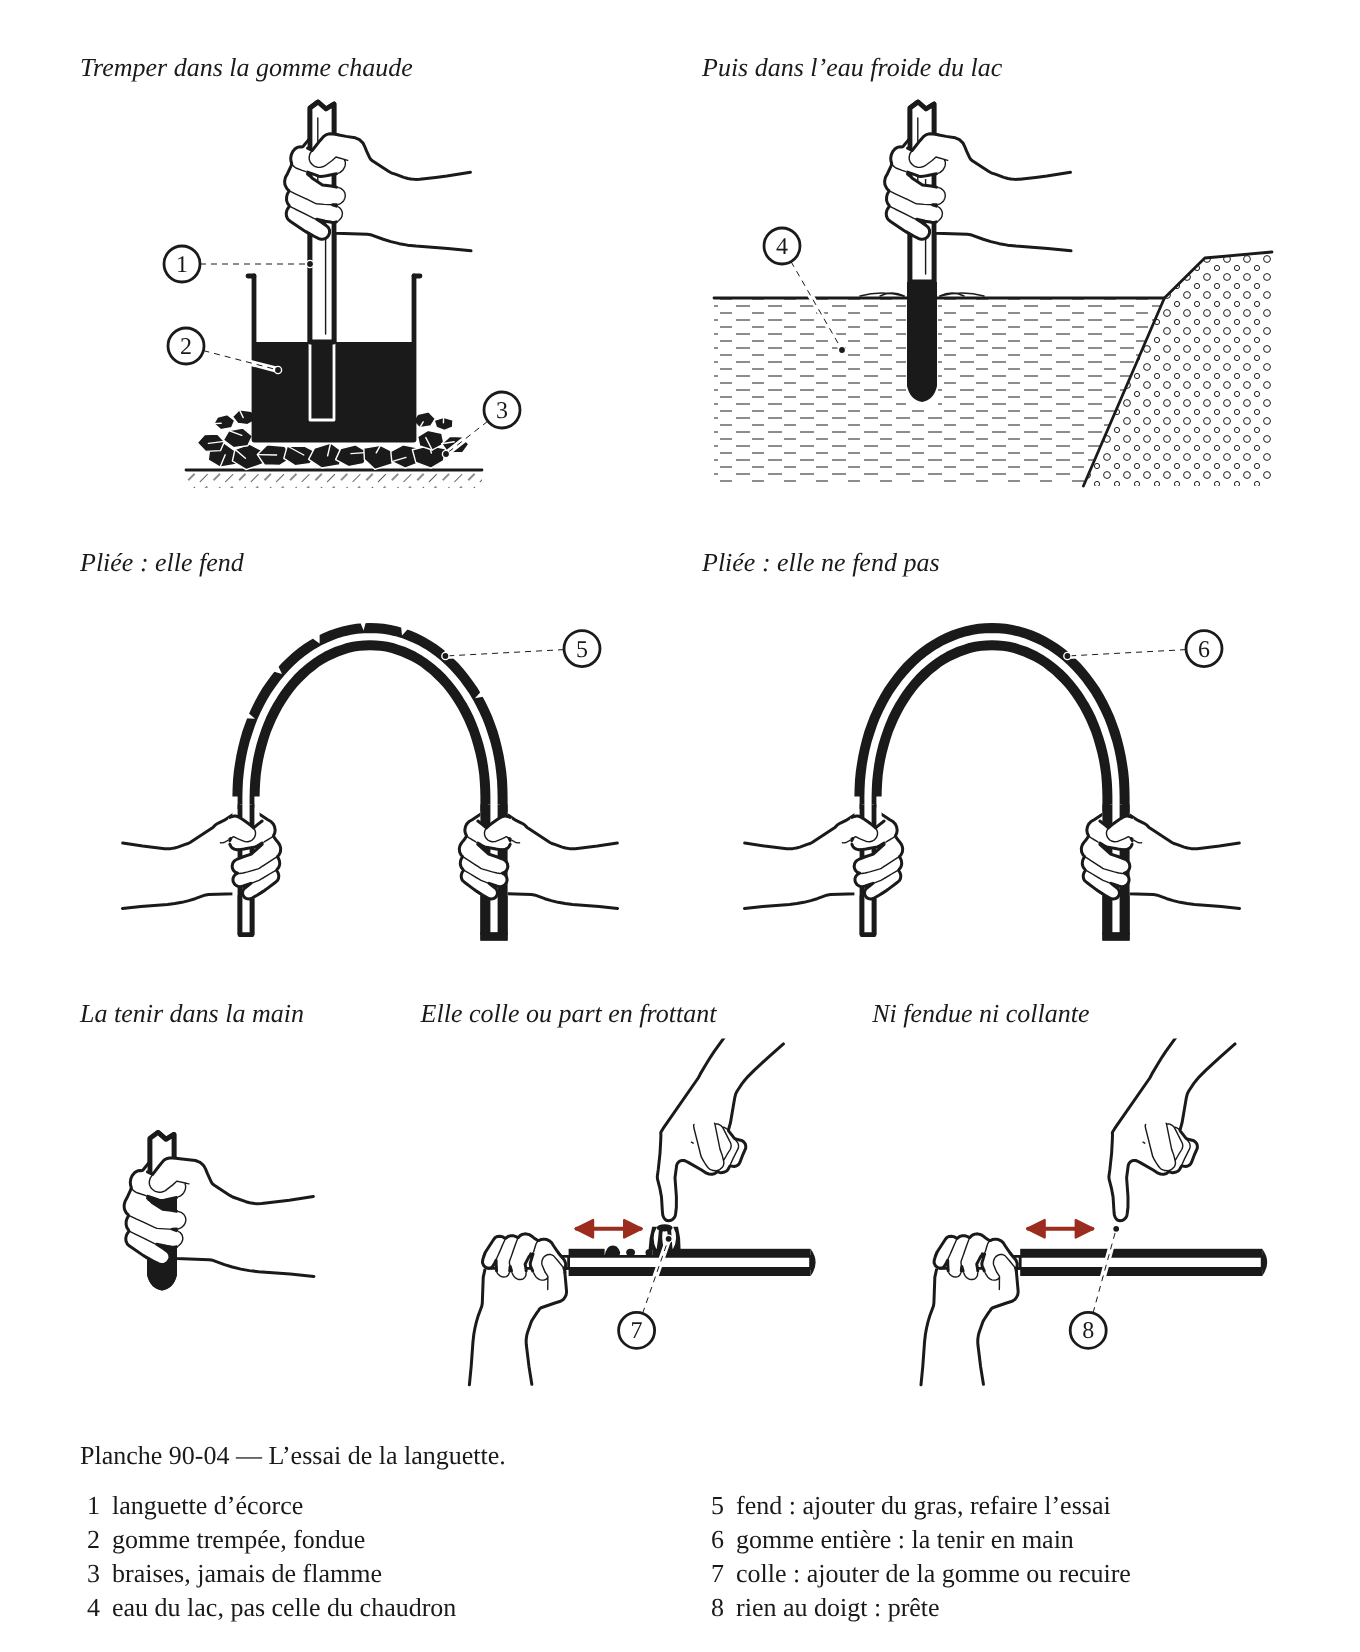 Tremper dans la gomme chaude
Puis dans l’eau froide du lac
1
2
3
4
Pliée : elle fend
Pliée : elle ne fend pas
5
6
La tenir dans la main
Elle colle ou part en frottant
Ni fendue ni collante
7
8
Planche 90-04 — L’essai de la languette.
1 languette d’écorce
2 gomme trempée, fondue
3 braises, jamais de flamme
4 eau du lac, pas celle du chaudron
5 fend : ajouter du gras, refaire l’essai
6 gomme entière : la tenir en main
7 colle : ajouter de la gomme ou recuire
8 rien au doigt : prête